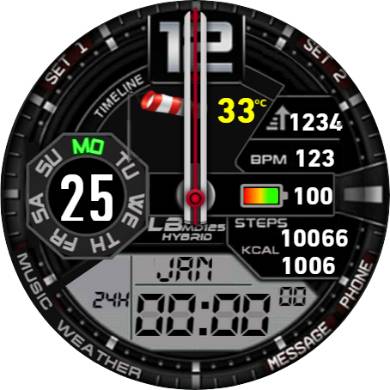 12
SET 1
SET 2
TIMELINE
33°C
1234
BPM 123
100
MO
TU
WE
TH
FR
SA
SU
25
LB MD125
HYBRID
STEPS
10066
KCAL
1006
JAN
24H 00:00 00
MUSIC
WEATHER
MESSAGE
PHONE